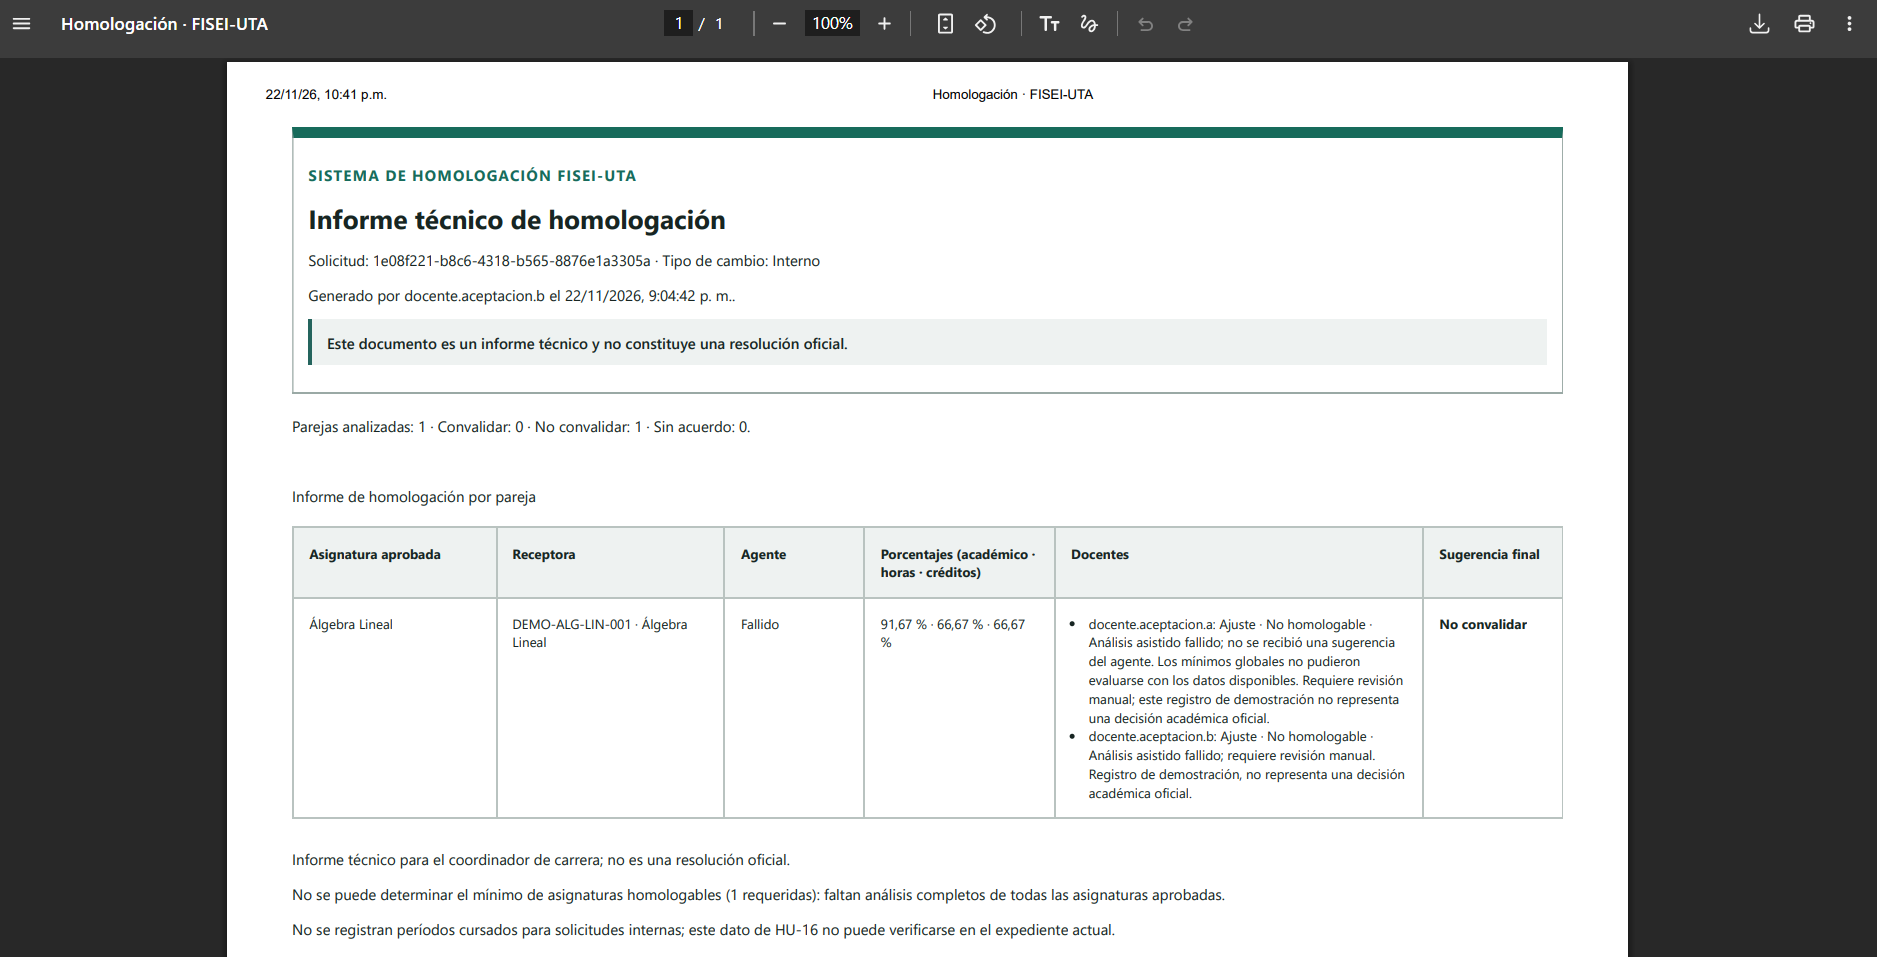 Homologación · FISEI-UTA
1 / 1
100%
22/11/26, 10:41 p.m.
Homologación · FISEI-UTA
SISTEMA DE HOMOLOGACIÓN FISEI-UTA
Informe técnico de homologación
Solicitud: 1e08f221-b8c6-4318-b565-8876e1a3305a · Tipo de cambio: Interno
Generado por docente.aceptacion.b el 22/11/2026, 9:04:42 p. m..
Este documento es un informe técnico y no constituye una resolución oficial.
Parejas analizadas: 1 · Convalidar: 0 · No convalidar: 1 · Sin acuerdo: 0.
Informe de homologación por pareja
Asignatura aprobada
Receptora
Agente
Porcentajes (académico ·
horas · créditos)
Docentes
Sugerencia final
Álgebra Lineal
DEMO-ALG-LIN-001 · Álgebra
Lineal
Fallido
91,67 % · 66,67 % · 66,67
%
• docente.aceptacion.a: Ajuste · No homologable ·
Análisis asistido fallido; no se recibió una sugerencia
del agente. Los mínimos globales no pudieron
evaluarse con los datos disponibles. Requiere revisión
manual; este registro de demostración no representa
una decisión académica oficial.
• docente.aceptacion.b: Ajuste · No homologable ·
Análisis asistido fallido; requiere revisión manual.
Registro de demostración, no representa una decisión
académica oficial.
No convalidar
Informe técnico para el coordinador de carrera; no es una resolución oficial.
No se puede determinar el mínimo de asignaturas homologables (1 requeridas): faltan análisis completos de todas las asignaturas aprobadas.
No se registran períodos cursados para solicitudes internas; este dato de HU-16 no puede verificarse en el expediente actual.